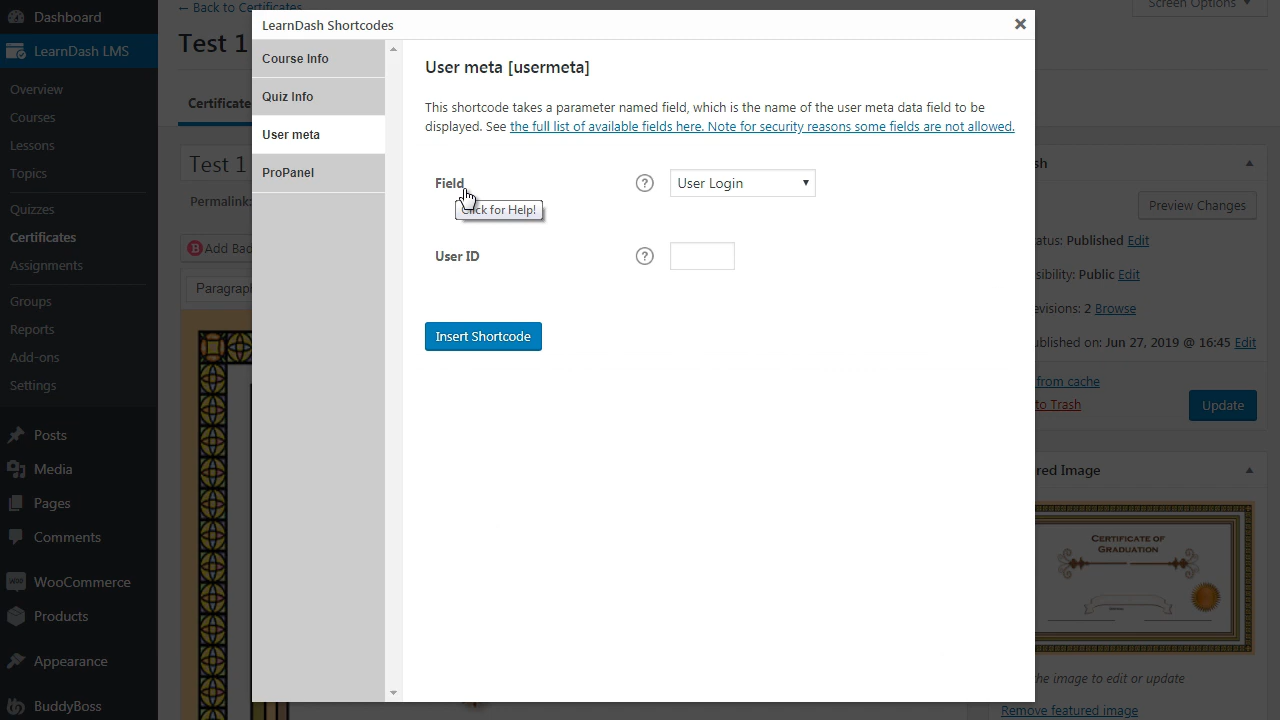 Dashboard
LearnDash LMS
Overview
Courses
Lessons
Topics
Quizzes
Certificates
Assignments
Groups
Reports
Add-ons
Settings
Posts
Media
Pages
Comments
WooCommerce
Products
Appearance
BuddyBoss
← Back to Certificates
Screen Options ▼
Test 1
Certificate
Test 1
Permalink:
Add Bad
Paragrap
LearnDash Shortcodes
Course Info
Quiz Info
User meta
ProPanel
User meta [usermeta]
This shortcode takes a parameter named field, which is the name of the user meta data field to be
displayed. See the full list of available fields here. Note for security reasons some fields are not allowed.
Field
User Login
Click for Help!
User ID
Insert Shortcode
sh
Preview Changes
atus: Published Edit
sibility: Public Edit
evisions: 2 Browse
ublished on: Jun 27, 2019 @ 16:45 Edit
from cache
to Trash
Update
red Image
CERTIFICATE OF
GRADUATION
he image to edit or update
Remove featured image